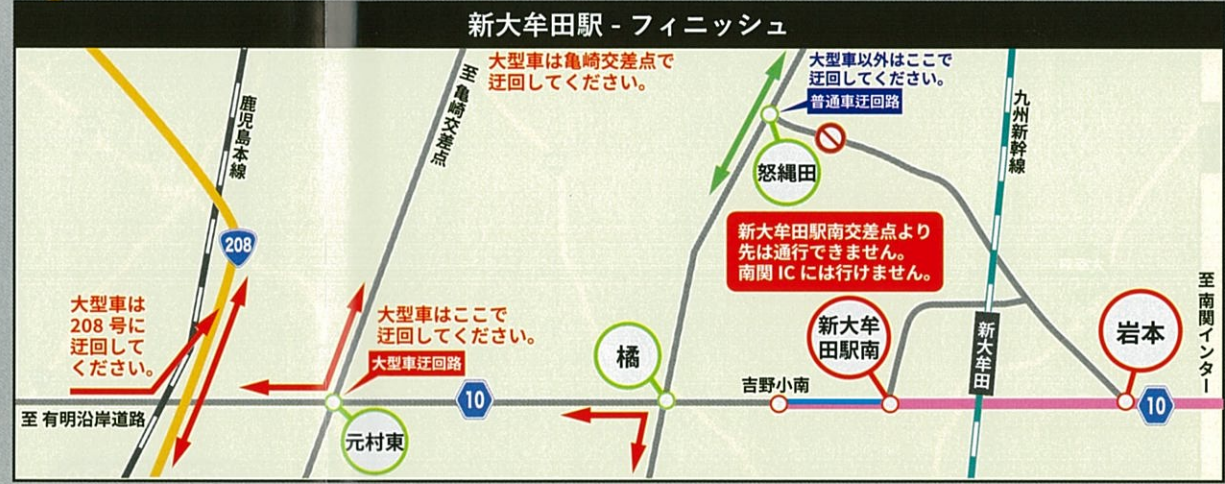 新大牟田駅 - フィニッシュ
大型車は亀崎交差点で
迂回してください。
大型車以外はここで
迂回してください。
普通車迂回路
鹿児島本線
至 亀崎交差点
九州新幹線
怒縄田
208
新大牟田駅南交差点より
先は通行できません。
南関 IC には行けません。
大型車は
208 号に
迂回して
ください。
大型車はここで
迂回してください。
大型車迂回路
橘
新大牟
田駅南
新大牟田
岩本
至 南関インター
吉野小南
10
10
至 有明沿岸道路
元村東